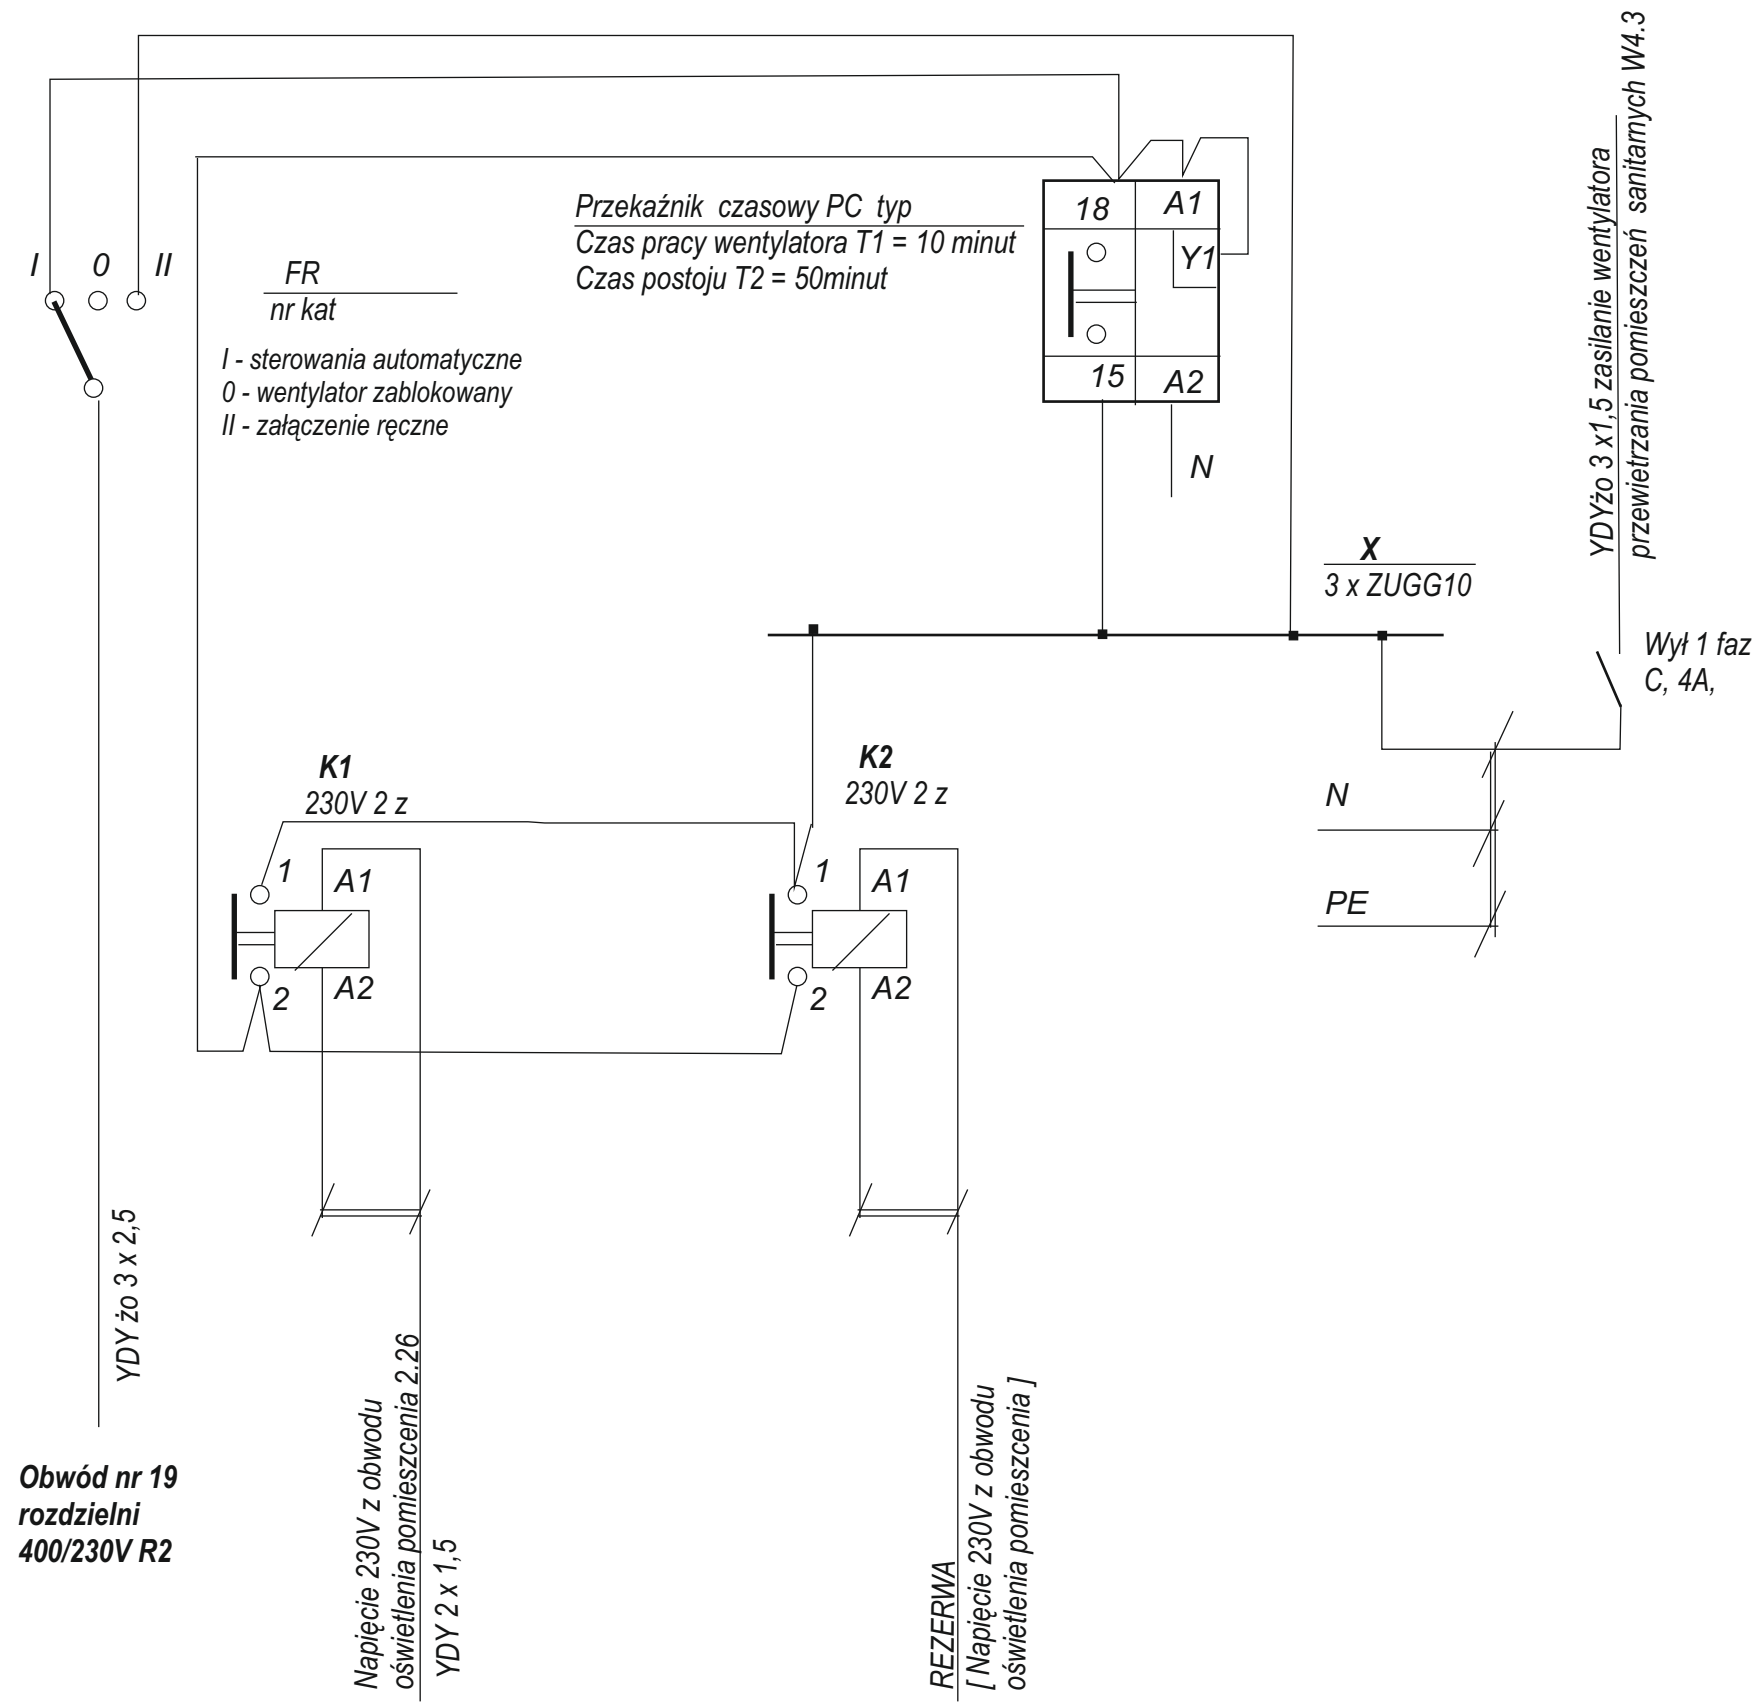 I 0 II
FR
nr kat
I - sterowania automatyczne
0 - wentylator zablokowany
II - załączenie ręczne
Przekaźnik czasowy PC typ
Czas pracy wentylatora T1 = 10 minut
Czas postoju T2 = 50minut
18 A1
Y1
15 A2
N
YDYżo 3 x1,5 zasilanie wentylatora
przewietrzania pomieszczeń sanitarnych W4.3
X
3 x ZUGG10
Wył 1 faz
C, 4A,
N
PE
K1
230V 2 z
1 A1
2 A2
K2
230V 2 z
1 A1
2 A2
YDY żo 3 x 2,5
Obwód nr 19
rozdzielni
400/230V R2
Napięcie 230V z obwodu
oświetlenia pomieszcenia 2.26
YDY 2 x 1,5
REZERWA
[ Napięcie 230V z obwodu
oświetlenia pomieszcenia ]